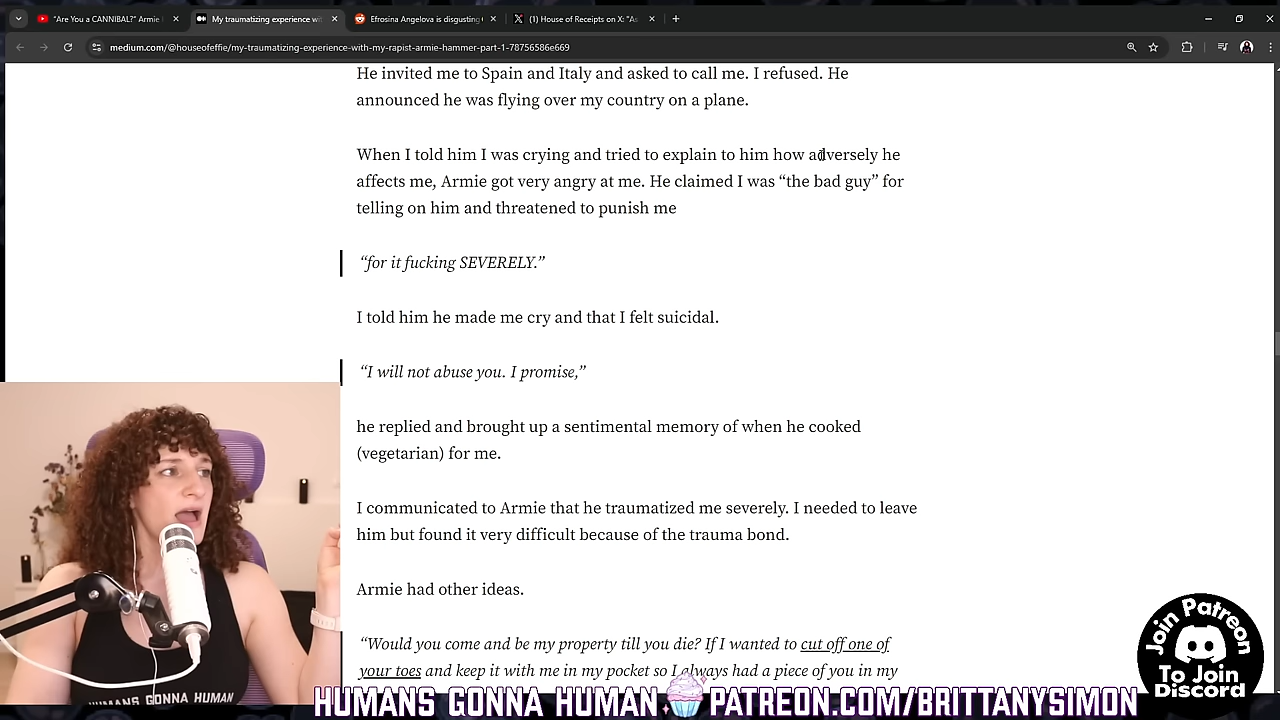 "Are You a CANNIBAL?" Armie
My traumatizing experience wi
Efrosina Angelova is disgusting
(1) House of Receipts on X: "As
medium.com/@houseofeffie/my-traumatizing-experience-with-my-rapist-armie-hammer-part-1-78756586e669
He invited me to Spain and Italy and asked to call me. I refused. He
announced he was flying over my country on a plane.
When I told him I was crying and tried to explain to him how adversely he
affects me, Armie got very angry at me. He claimed I was “the bad guy” for
telling on him and threatened to punish me
“for it fucking SEVERELY.”
I told him he made me cry and that I felt suicidal.
“I will not abuse you. I promise,”
he replied and brought up a sentimental memory of when he cooked
(vegetarian) for me.
I communicated to Armie that he traumatized me severely. I needed to leave
him but found it very difficult because of the trauma bond.
Armie had other ideas.
“Would you come and be my property till you die? If I wanted to cut off one of
your toes and keep it with me in my pocket so I always had a piece of you in my
HUMANS GONNA HUMAN
Join Patreon
To Join
Discord
HUMANS GONNA HUMAN PATREON.COM/BRITTANYSIMON